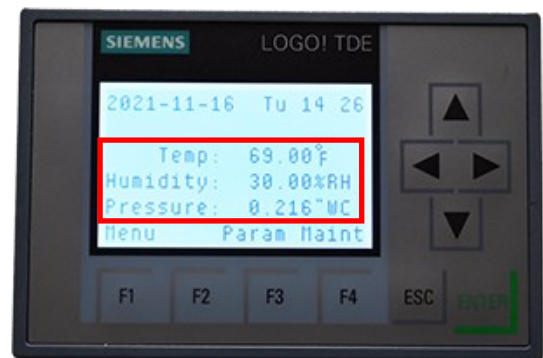 SIEMENS LOGO! TDE
2021-11-16 Tu 14 26
Temp: 69.00°F
Humidity: 30.00%RH
Pressure: 0.216"WC
Menu Param Maint
F1 F2 F3 F4 ESC ENTER